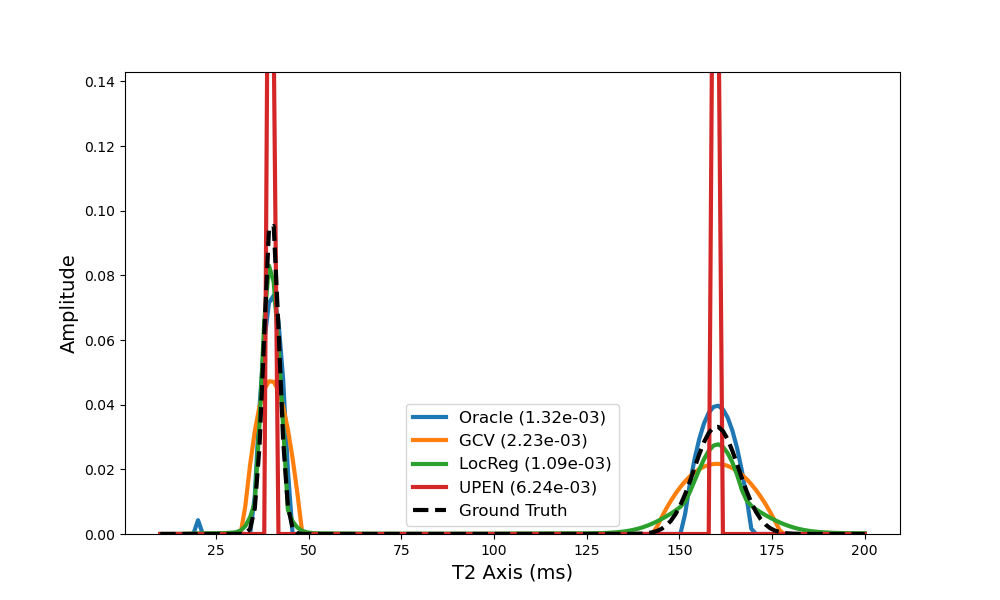 0.14
0.12
0.10
0.08
0.06
0.04
0.02
0.00
Amplitude
Oracle (1.32e-03)
GCV (2.23e-03)
LocReg (1.09e-03)
UPEN (6.24e-03)
Ground Truth
25 50 75 100 125 150 175 200
T2 Axis (ms)